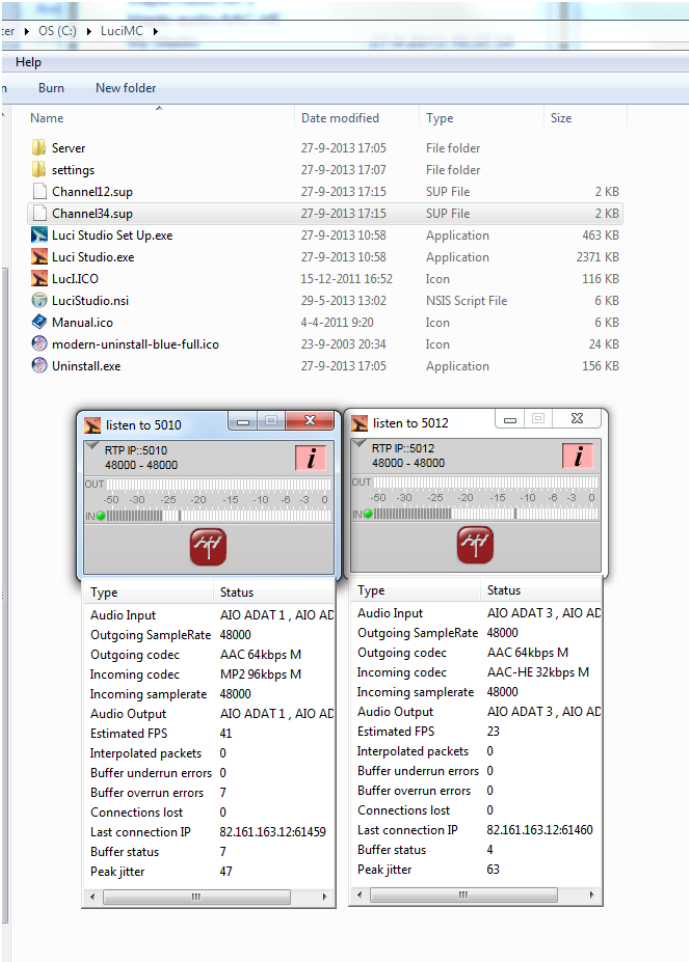 OS (C:) LuciMC
Help
Burn New folder
Name Date modified Type Size
Server 27-9-2013 17:05 File folder
settings 27-9-2013 17:07 File folder
Channel12.sup 27-9-2013 17:15 SUP File 2 KB
Channel34.sup 27-9-2013 17:15 SUP File 2 KB
Luci Studio Set Up.exe 27-9-2013 10:58 Application 463 KB
Luci Studio.exe 27-9-2013 10:58 Application 2371 KB
LucI.ICO 15-12-2011 16:52 Icon 116 KB
LuciStudio.nsi 29-5-2013 13:02 NSIS Script File 6 KB
Manual.ico 4-4-2011 9:20 Icon 6 KB
modern-uninstall-blue-full.ico 23-9-2003 20:34 Icon 24 KB
Uninstall.exe 27-9-2013 17:05 Application 156 KB
listen to 5010
RTP IP::5010
48000 - 48000
i
OUT
-50 -30 -25 -20 -15 -10 -6 -3 0
IN
Type Status
Audio Input AIO ADAT 1 , AIO AD
Outgoing SampleRate 48000
Outgoing codec AAC 64kbps M
Incoming codec MP2 96kbps M
Incoming samplerate 48000
Audio Output AIO ADAT 1 , AIO AD
Estimated FPS 41
Interpolated packets 0
Buffer underrun errors 0
Buffer overrun errors 7
Connections lost 0
Last connection IP 82.161.163.12:61459
Buffer status 7
Peak jitter 47
listen to 5012
RTP IP::5012
48000 - 48000
i
OUT
-50 -30 -25 -20 -15 -10 -6 -3 0
IN
Type Status
Audio Input AIO ADAT 3 , AIO AD
Outgoing SampleRate 48000
Outgoing codec AAC 64kbps M
Incoming codec AAC-HE 32kbps M
Incoming samplerate 48000
Audio Output AIO ADAT 3 , AIO AD
Estimated FPS 23
Interpolated packets 0
Buffer underrun errors 0
Buffer overrun errors 0
Connections lost 0
Last connection IP 82.161.163.12:61460
Buffer status 4
Peak jitter 63